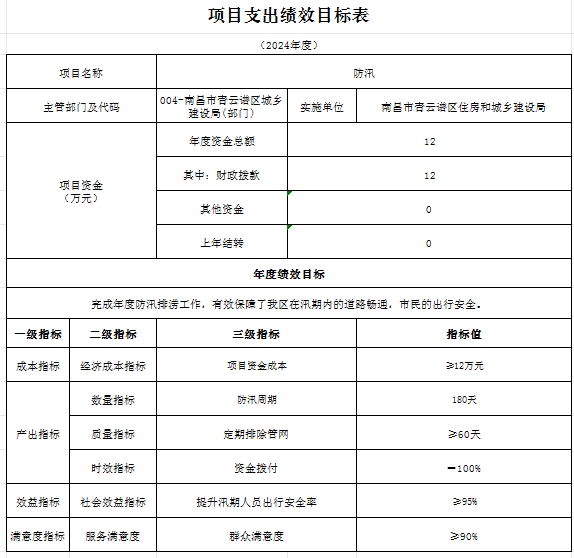 项目支出绩效目标表
（2024年度）
项目名称 防汛
主管部门及代码 004-南昌市青云谱区城乡建设局(部门) 实施单位 南昌市青云谱区住房和城乡建设局
项目资金
（万元）
年度资金总额 12
其中：财政拨款 12
其他资金 0
上年结转 0
年度绩效目标
完成年度防汛排涝工作，有效保障了我区在汛期内的道路畅通，市民的出行安全。
一级指标 二级指标 三级指标 指标值
成本指标 经济成本指标 项目资金成本 ≥12万元
产出指标 数量指标 防汛周期 180天
质量指标 定期排除管网 ≥60天
时效指标 资金拨付 =100%
效益指标 社会效益指标 提升汛期人员出行安全率 ≥95%
满意度指标 服务满意度 群众满意度 ≥90%